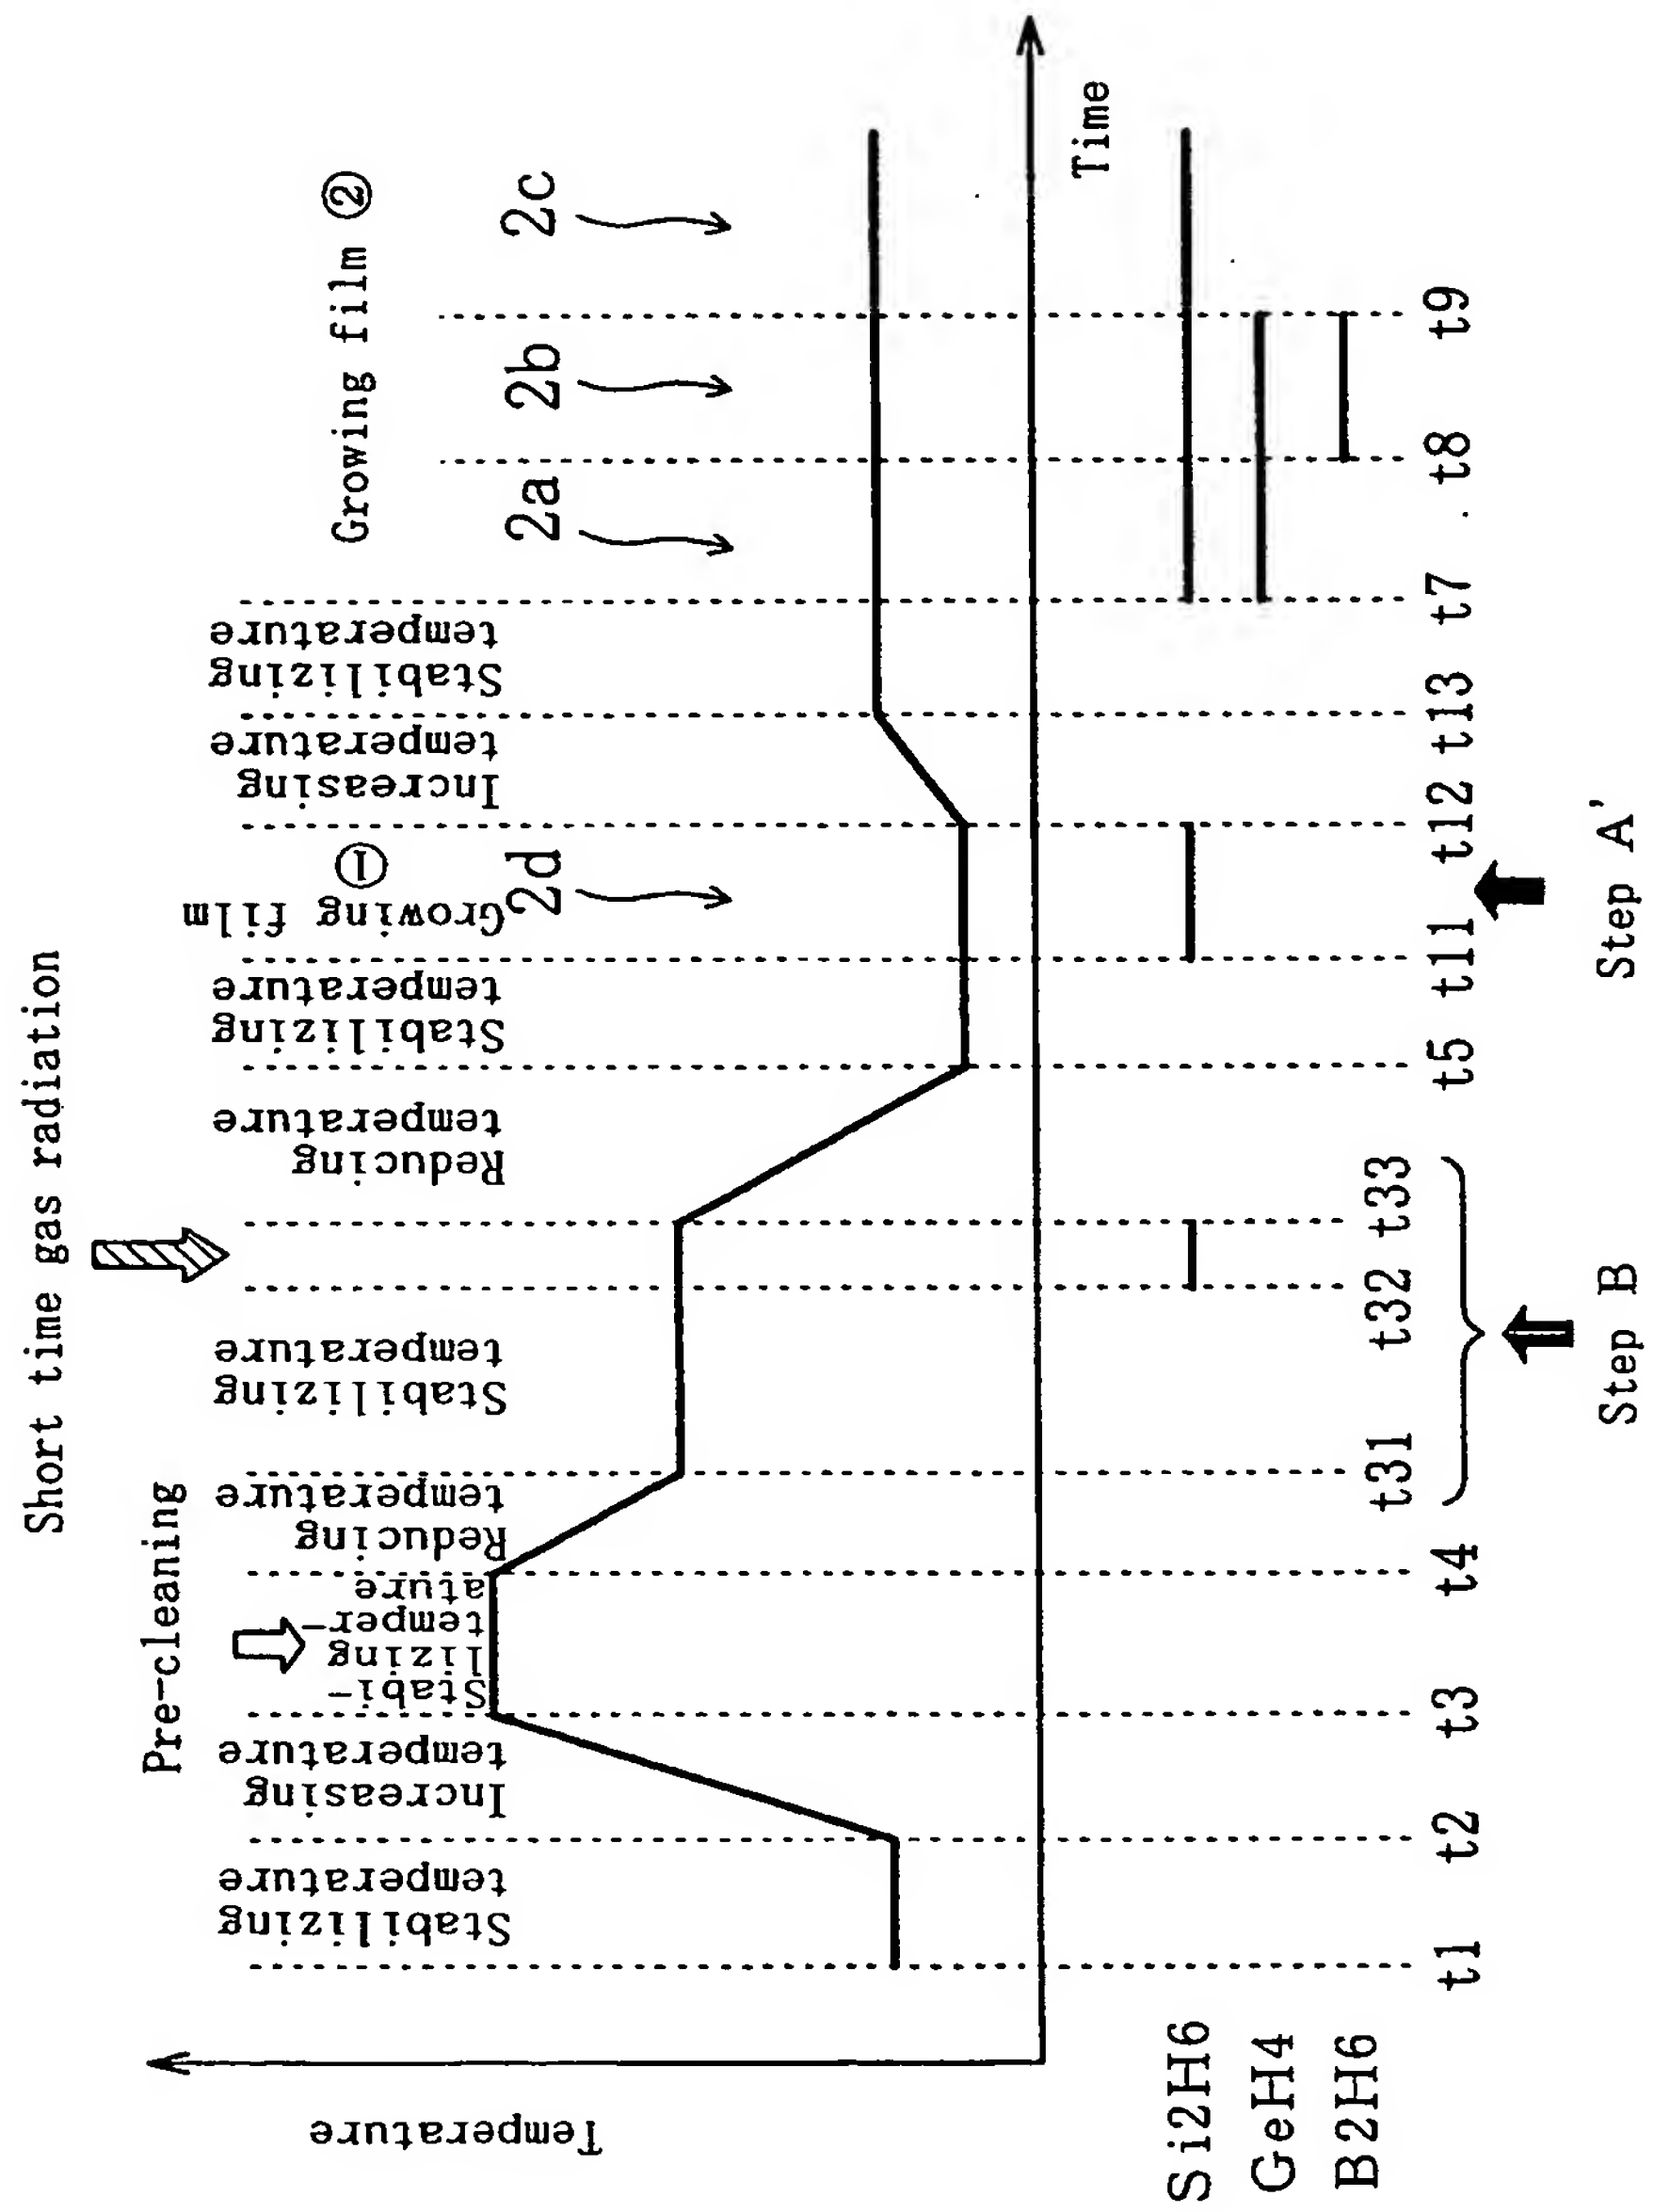 Short time gas radiation
Pre-cleaning
Growing film ②
Stabilizing
temperature
Increasing
temperature
Stabi-
lizing
temper-
ature
Reducing
temperature
Stabilizing
temperature
Reducing
temperature
Stabilizing
temperature
Growing film
①
Increasing
temperature
Stabilizing
temperature
2d
2a
2b
2c
Temperature
Time
Si2H6
GeH4
B2H6
t31
t32
t33
t1
t2
t3
t4
t5
t11
t12
t13
t7
t8
t9
Step B
Step A'